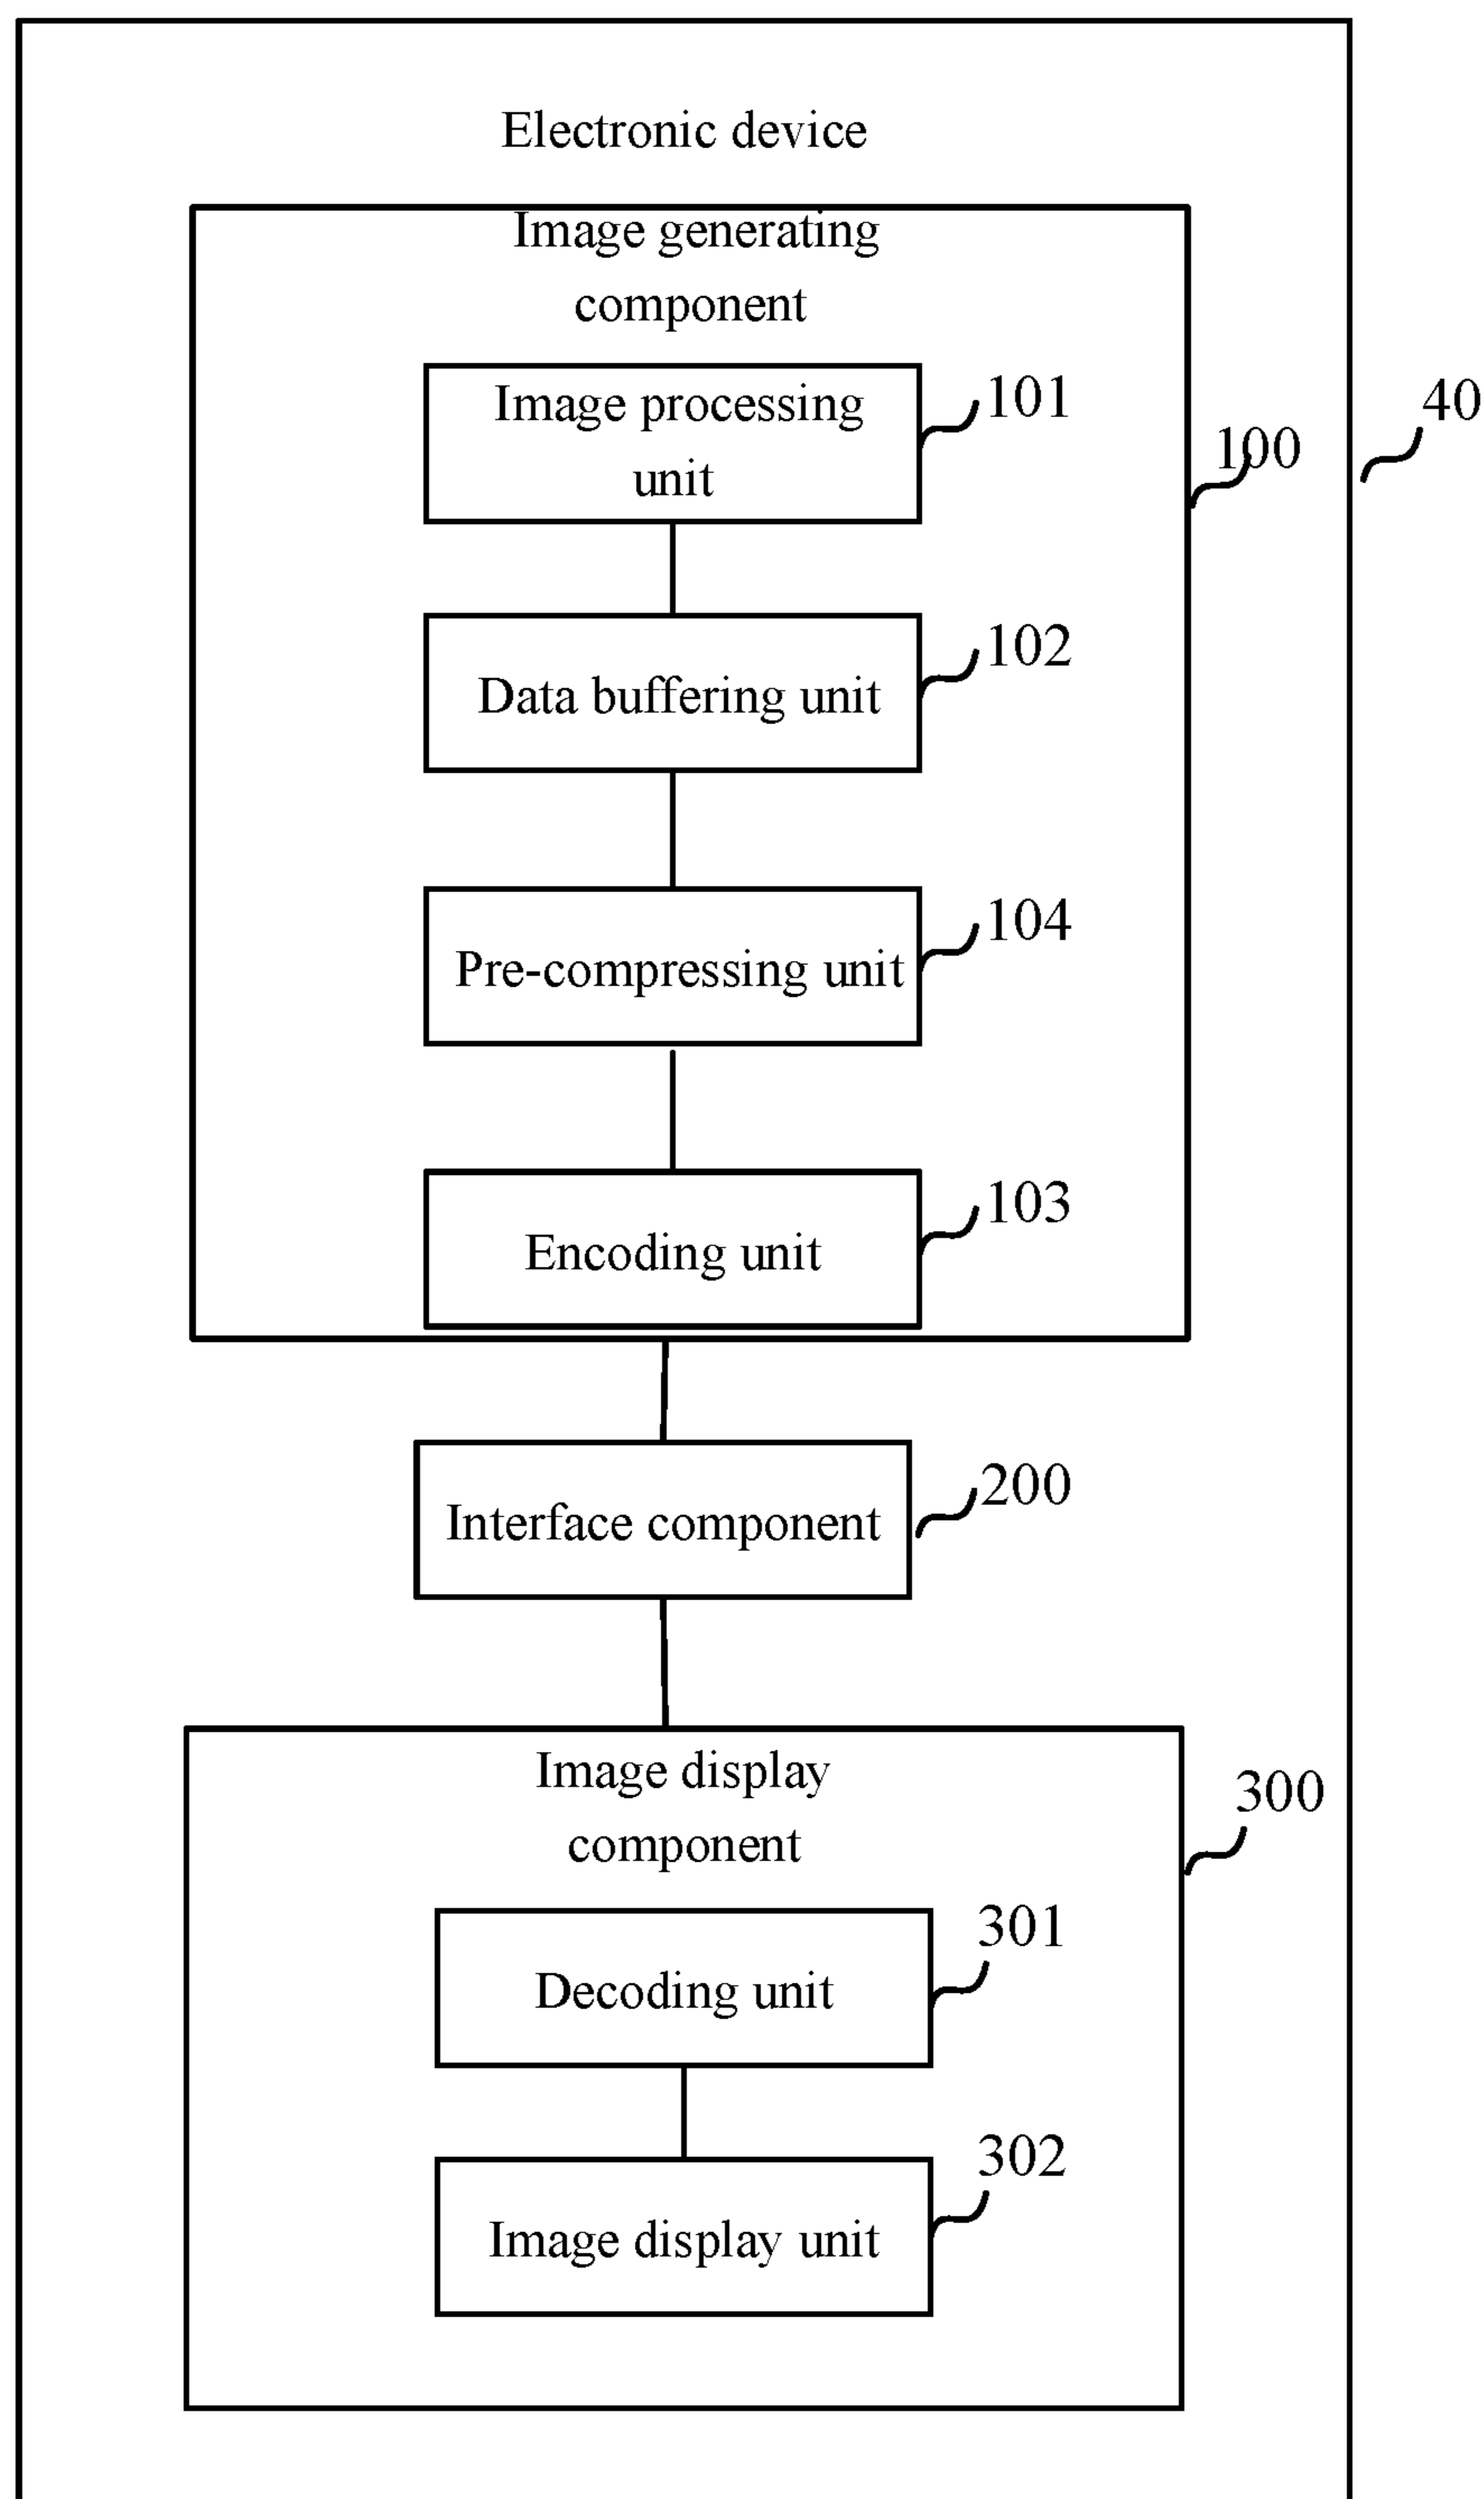 Electronic device
Image generating
component
Image processing
unit
101
40
100
Data buffering unit
102
Pre-compressing unit
104
Encoding unit
103
Interface component
200
Image display
component
300
Decoding unit
301
Image display unit
302